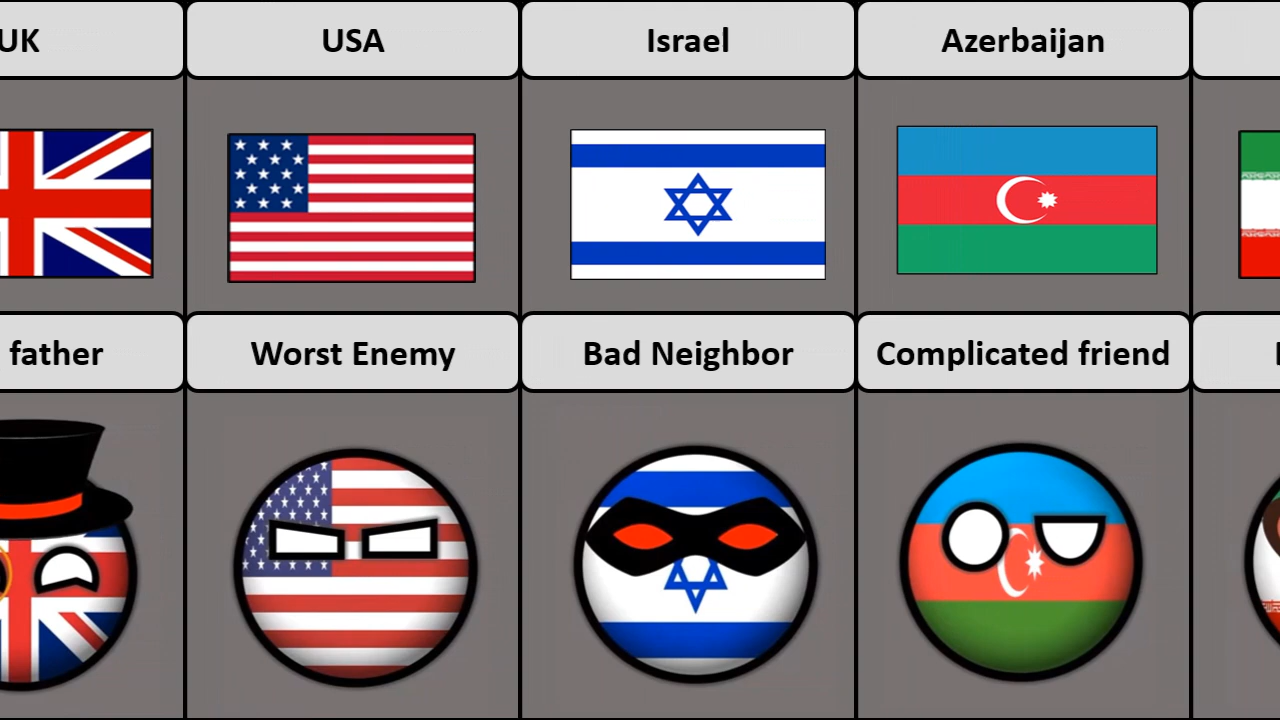 UK
USA
Israel
Azerbaijan
father
Worst Enemy
Bad Neighbor
Complicated friend